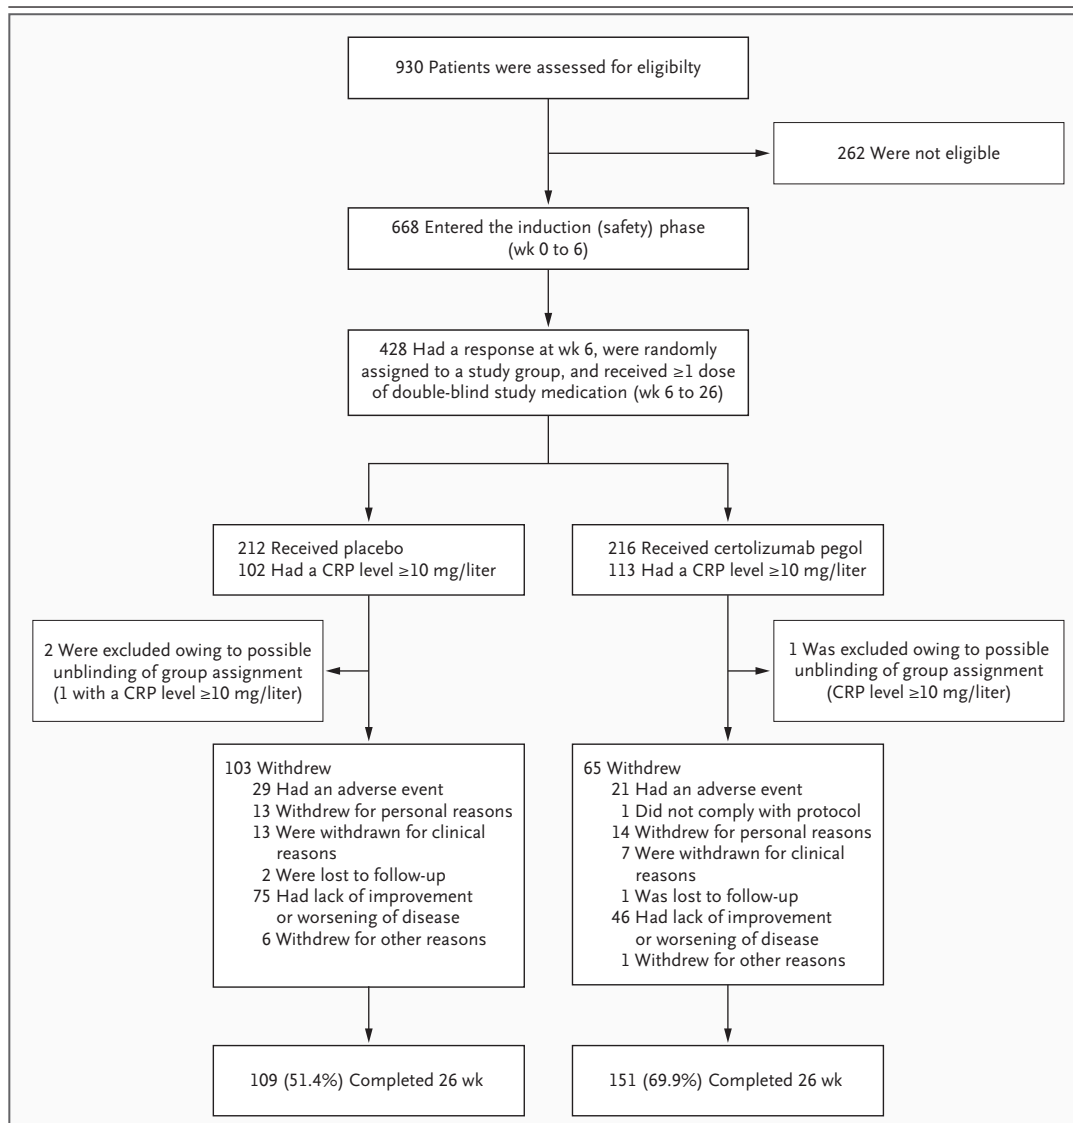 930 Patients were assessed for eligibilty
262 Were not eligible
668 Entered the induction (safety) phase
(wk 0 to 6)
428 Had a response at wk 6, were randomly
assigned to a study group, and received ≥1 dose
of double-blind study medication (wk 6 to 26)
212 Received placebo
102 Had a CRP level ≥10 mg/liter
216 Received certolizumab pegol
113 Had a CRP level ≥10 mg/liter
2 Were excluded owing to possible
unblinding of group assignment
(1 with a CRP level ≥10 mg/liter)
1 Was excluded owing to possible
unblinding of group assignment
(CRP level ≥10 mg/liter)
103 Withdrew
29 Had an adverse event
13 Withdrew for personal reasons
13 Were withdrawn for clinical
reasons
2 Were lost to follow-up
75 Had lack of improvement
or worsening of disease
6 Withdrew for other reasons
65 Withdrew
21 Had an adverse event
1 Did not comply with protocol
14 Withdrew for personal reasons
7 Were withdrawn for clinical
reasons
1 Was lost to follow-up
46 Had lack of improvement
or worsening of disease
1 Withdrew for other reasons
109 (51.4%) Completed 26 wk
151 (69.9%) Completed 26 wk